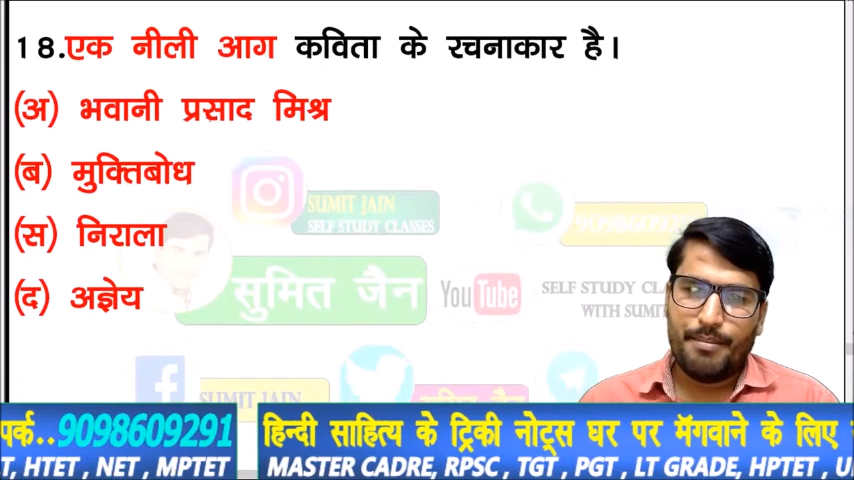 18.एक नीली आग कविता के रचनाकार है।
(अ) भवानी प्रसाद मिश्र
(ब) मुक्तिबोध
(स) निराला
(द) अज्ञेय
SUMIT JAIN
SELF STUDY CLASSES
सुमित जैन
YouTube
SELF STUDY CL
WITH SUMIT
SUMIT JAIN
सुमित जैन
पर्क..9098609291
T, HTET , NET , MPTET
हिन्दी साहित्य के ट्रिकी नोट्स घर पर मॅगवाने के लिए
MASTER CADRE, RPSC , TGT , PGT , LT GRADE, HPTET , U